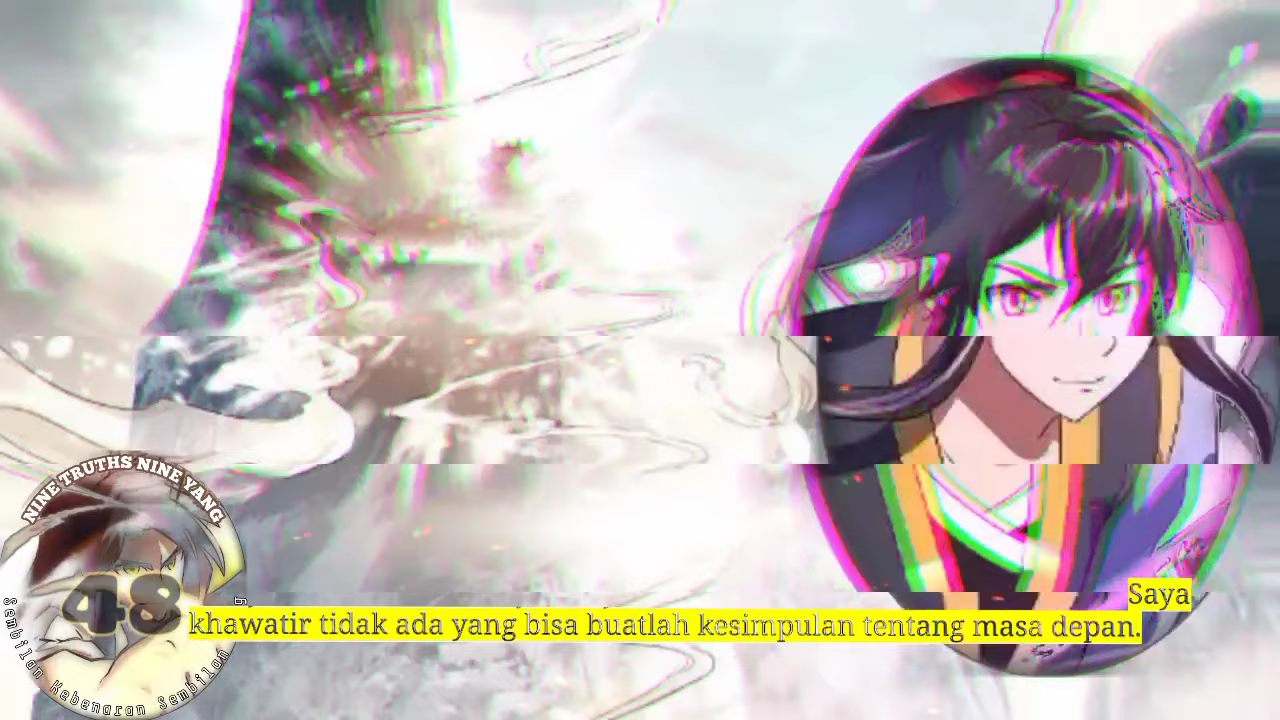 NINE TRUTHS NINE YANG
48
Sembilan Kebenaran Sembilan
Saya
khawatir tidak ada yang bisa buatlah kesimpulan tentang masa depan.